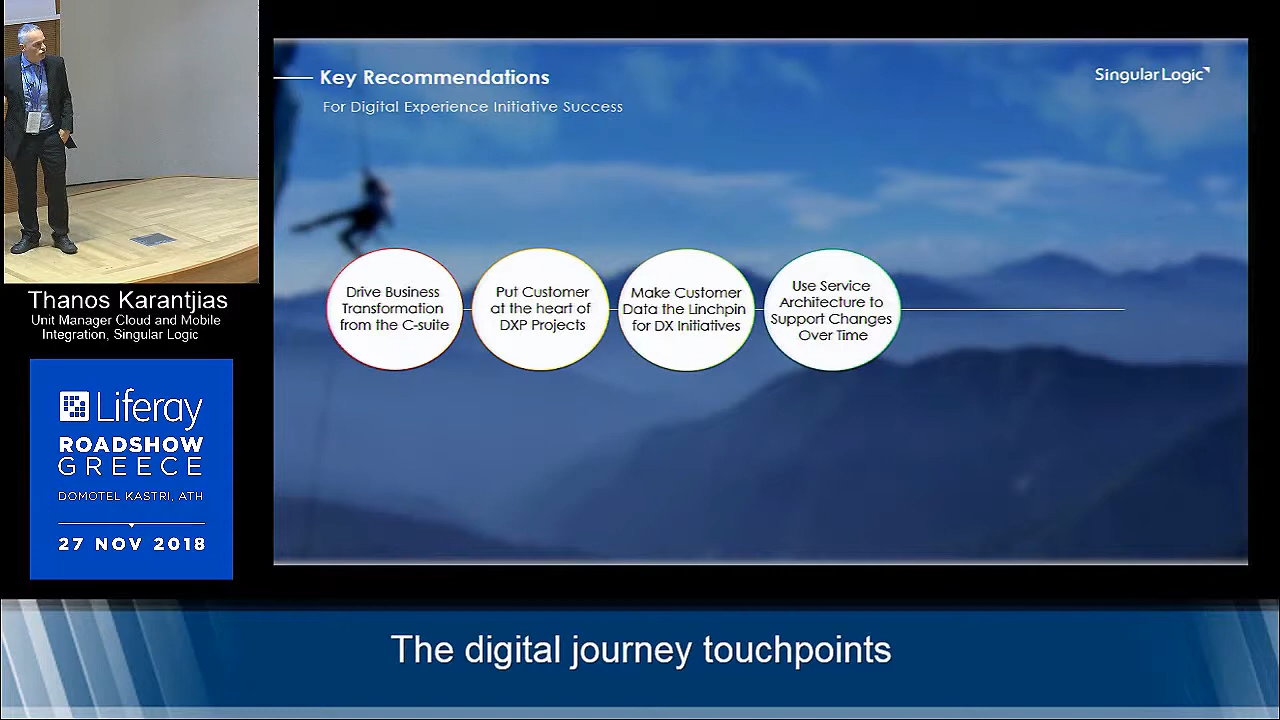 Key Recommendations
For Digital Experience Initiative Success
SingularLogic
Drive Business
Transformation
from the C-suite
Put Customer
at the heart of
DXP Projects
Make Customer
Data the Linchpin
for DX Initiatives
Use Service
Architecture to
Support Changes
Over Time
Thanos Karantjias
Unit Manager Cloud and Mobile
Integration, Singular Logic
Liferay
ROADSHOW
GREECE
DOMOTEL KASTRI, ATH
27 NOV 2018
The digital journey touchpoints